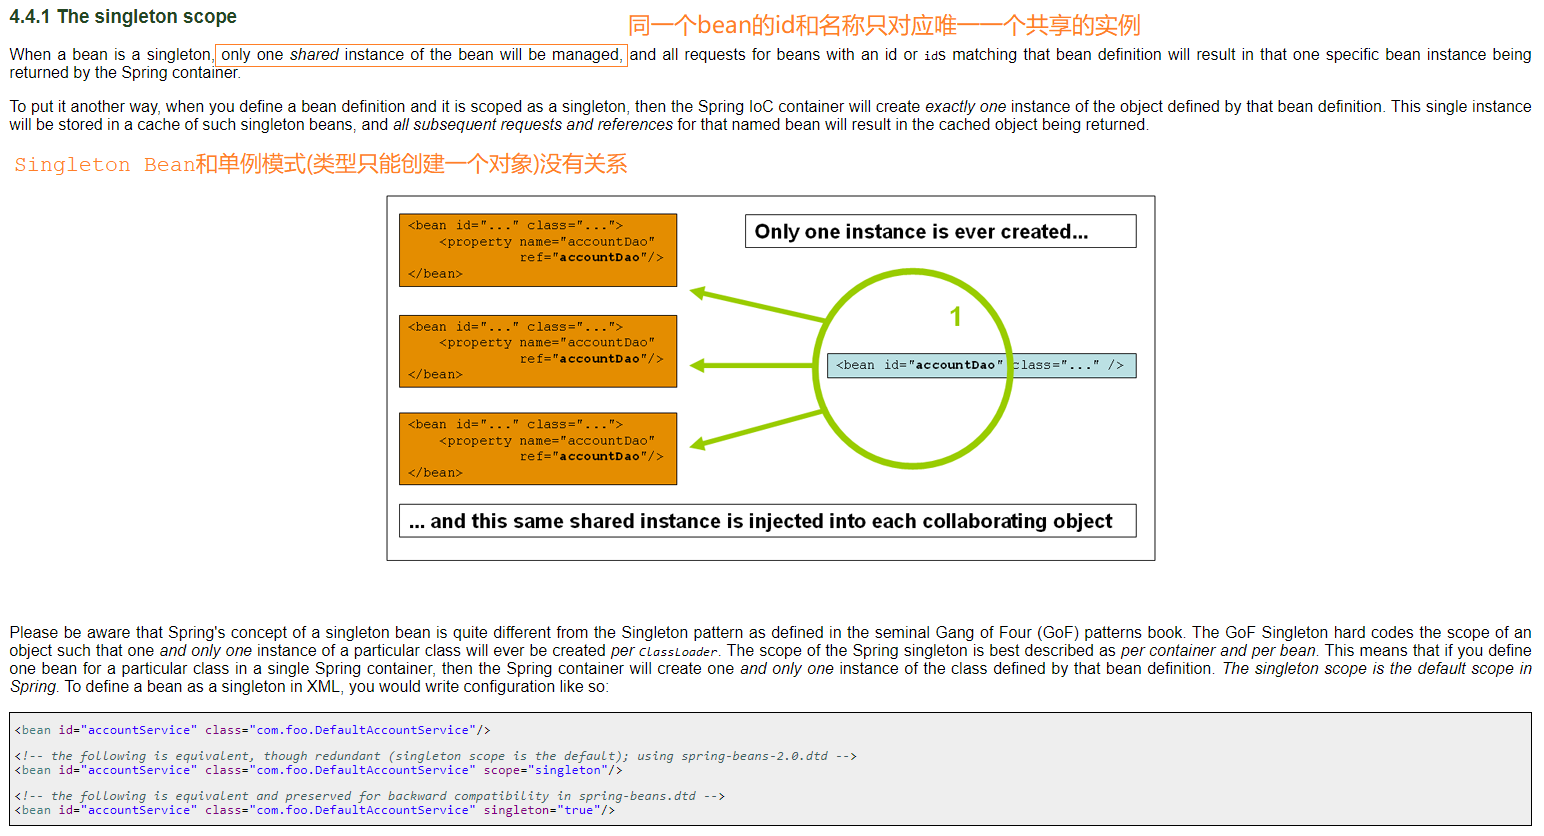 4.4.1 The singleton scope
同一个bean的id和名称只对应唯一一个共享的实例
When a bean is a singleton, only one shared instance of the bean will be managed, and all requests for beans with an id or ids matching that bean definition will result in that one specific bean instance being
returned by the Spring container.
To put it another way, when you define a bean definition and it is scoped as a singleton, then the Spring IoC container will create exactly one instance of the object defined by that bean definition. This single instance
will be stored in a cache of such singleton beans, and all subsequent requests and references for that named bean will result in the cached object being returned.
Singleton Bean和单例模式(类型只能创建一个对象)没有关系
<bean id="..." class="...">
<property name="accountDao"
ref="accountDao"/>
</bean>
Only one instance is ever created...
1
<bean id="..." class="...">
<property name="accountDao"
ref="accountDao"/>
</bean>
<bean id="accountDao" class="..." />
<bean id="..." class="...">
<property name="accountDao"
ref="accountDao"/>
</bean>
... and this same shared instance is injected into each collaborating object
Please be aware that Spring's concept of a singleton bean is quite different from the Singleton pattern as defined in the seminal Gang of Four (GoF) patterns book. The GoF Singleton hard codes the scope of an
object such that one and only one instance of a particular class will ever be created per ClassLoader. The scope of the Spring singleton is best described as per container and per bean. This means that if you define
one bean for a particular class in a single Spring container, then the Spring container will create one and only one instance of the class defined by that bean definition. The singleton scope is the default scope in
Spring. To define a bean as a singleton in XML, you would write configuration like so:
<bean id="accountService" class="com.foo.DefaultAccountService"/>
<!-- the following is equivalent, though redundant (singleton scope is the default); using spring-beans-2.0.dtd -->
<bean id="accountService" class="com.foo.DefaultAccountService" scope="singleton"/>
<!-- the following is equivalent and preserved for backward compatibility in spring-beans.dtd -->
<bean id="accountService" class="com.foo.DefaultAccountService" singleton="true"/>